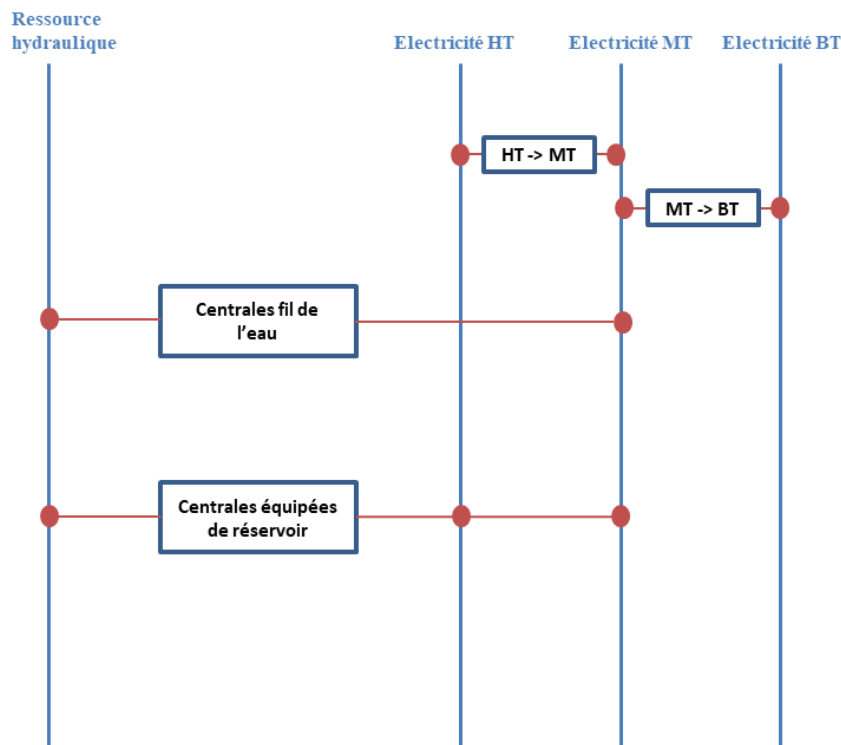 Ressource
hydraulique
Electricité HT
Electricité MT
Electricité BT
HT -> MT
MT -> BT
Centrales fil de
l’eau
Centrales équipées
de réservoir